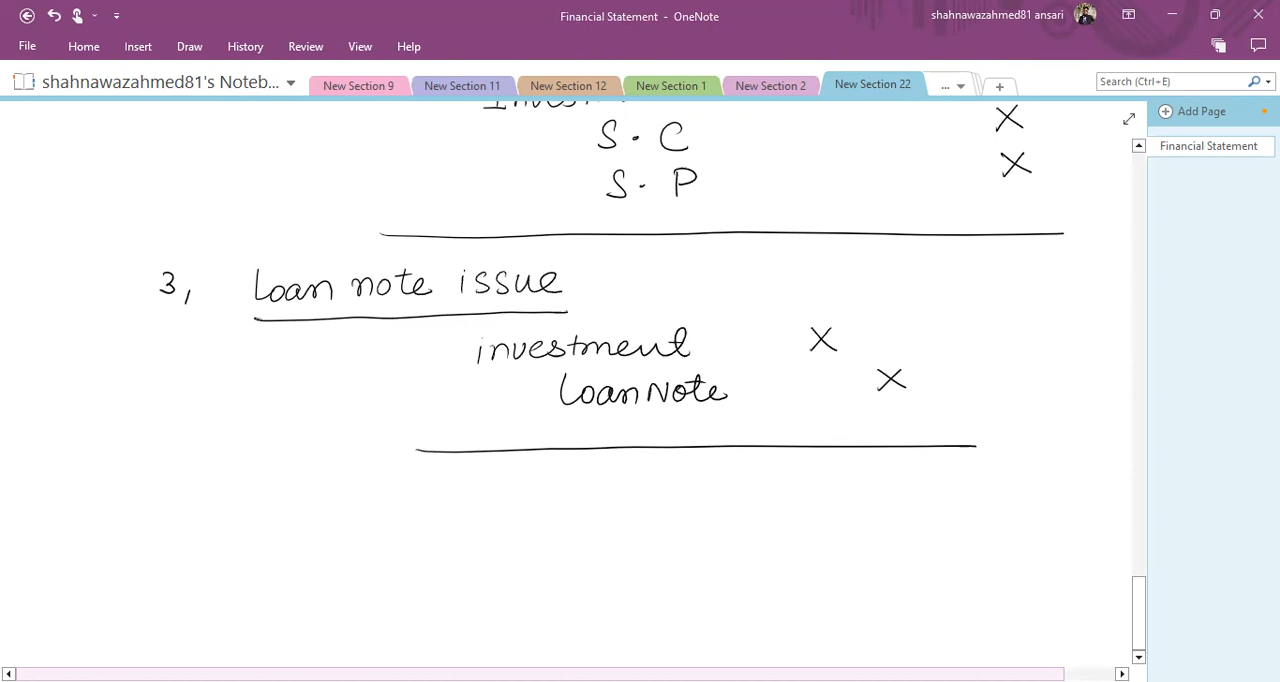 Financial Statement - OneNote
shahnawazahmed81 ansari
File Home Insert Draw History Review View Help
shahnawazahmed81's Noteb... New Section 9 New Section 11 New Section 12 New Section 1 New Section 2 New Section 22 ... +
Search (Ctrl+E)
Add Page
Financial Statement
X
S. C
X
S. P
3, Loan note issue
investment X
Loan Note X